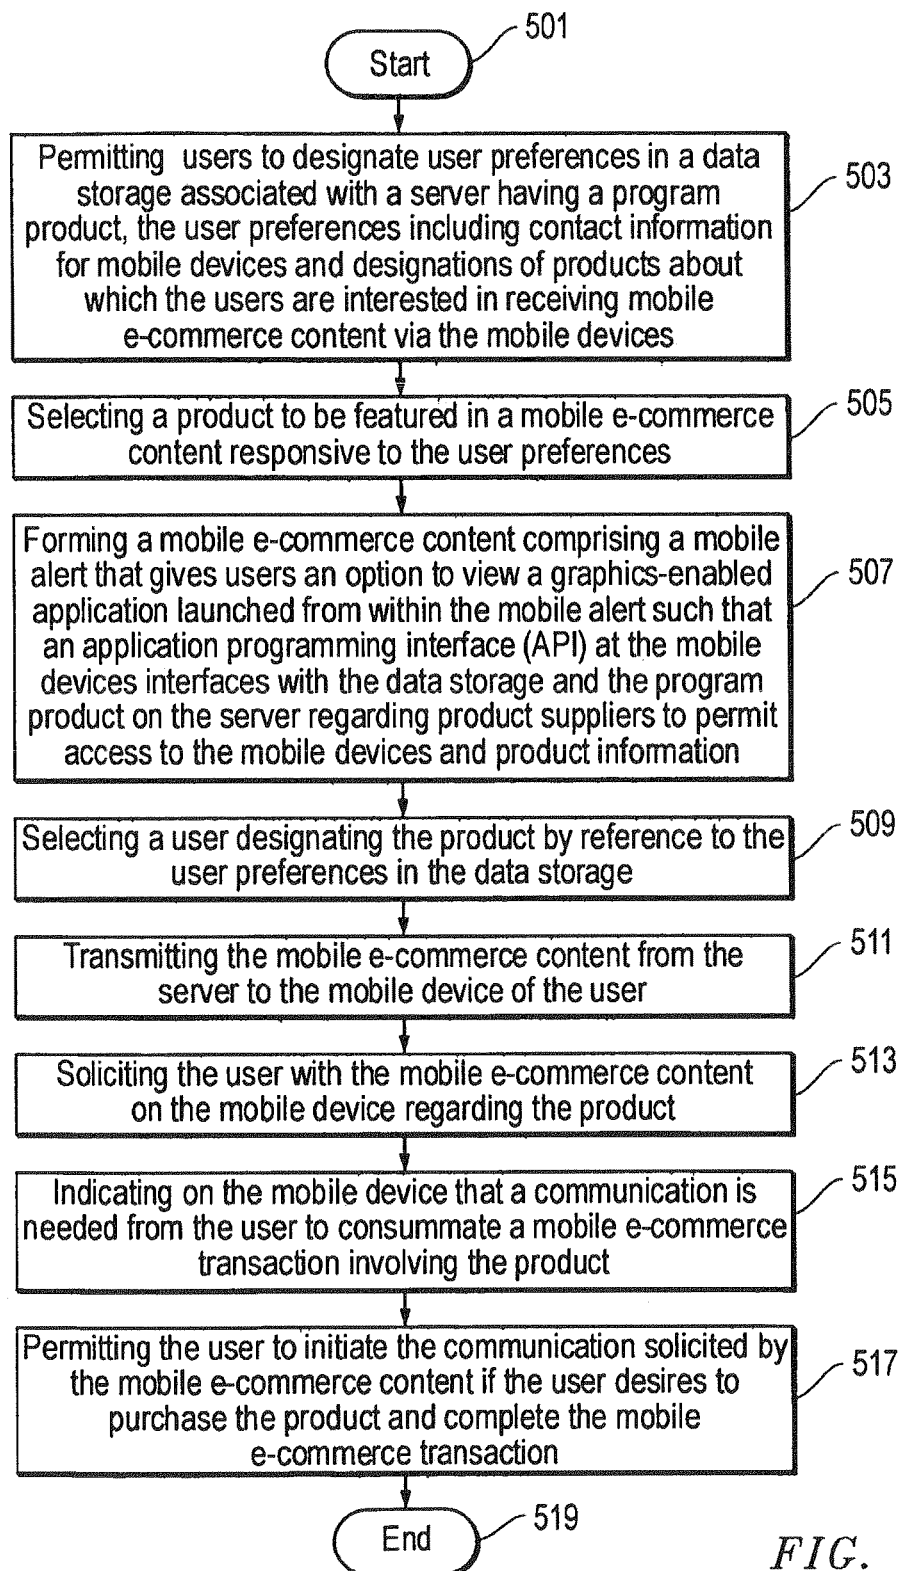 501
Start
Permitting users to designate user preferences in a data
storage associated with a server having a program
product, the user preferences including contact information
for mobile devices and designations of products about
which the users are interested in receiving mobile
e-commerce content via the mobile devices
503
Selecting a product to be featured in a mobile e-commerce
content responsive to the user preferences
505
Forming a mobile e-commerce content comprising a mobile
alert that gives users an option to view a graphics-enabled
application launched from within the mobile alert such that
an application programming interface (API) at the mobile
devices interfaces with the data storage and the program
product on the server regarding product suppliers to permit
access to the mobile devices and product information
507
Selecting a user designating the product by reference to the
user preferences in the data storage
509
Transmitting the mobile e-commerce content from the
server to the mobile device of the user
511
Soliciting the user with the mobile e-commerce content
on the mobile device regarding the product
513
Indicating on the mobile device that a communication is
needed from the user to consummate a mobile e-commerce
transaction involving the product
515
Permitting the user to initiate the communication solicited by
the mobile e-commerce content if the user desires to
purchase the product and complete the mobile
e-commerce transaction
517
End
519
FIG.